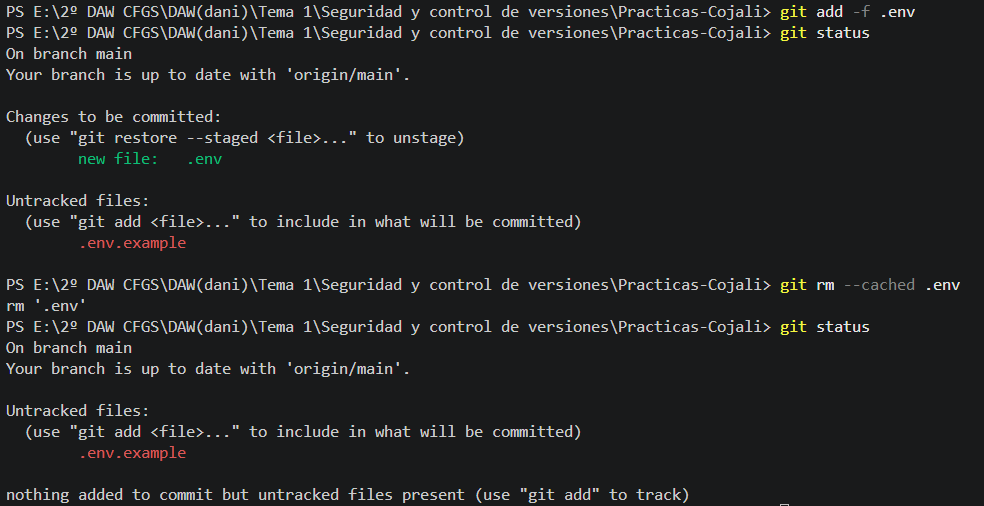 PS E:\2º DAW CFGS\DAW(dani)\Tema 1\Seguridad y control de versiones\Practicas-Cojali> git add -f .env
PS E:\2º DAW CFGS\DAW(dani)\Tema 1\Seguridad y control de versiones\Practicas-Cojali> git status
On branch main
Your branch is up to date with 'origin/main'.

Changes to be committed:
  (use "git restore --staged <file>..." to unstage)
        new file:   .env

Untracked files:
  (use "git add <file>..." to include in what will be committed)
        .env.example

PS E:\2º DAW CFGS\DAW(dani)\Tema 1\Seguridad y control de versiones\Practicas-Cojali> git rm --cached .env
rm '.env'
PS E:\2º DAW CFGS\DAW(dani)\Tema 1\Seguridad y control de versiones\Practicas-Cojali> git status
On branch main
Your branch is up to date with 'origin/main'.

Untracked files:
  (use "git add <file>..." to include in what will be committed)
        .env.example

nothing added to commit but untracked files present (use "git add" to track)